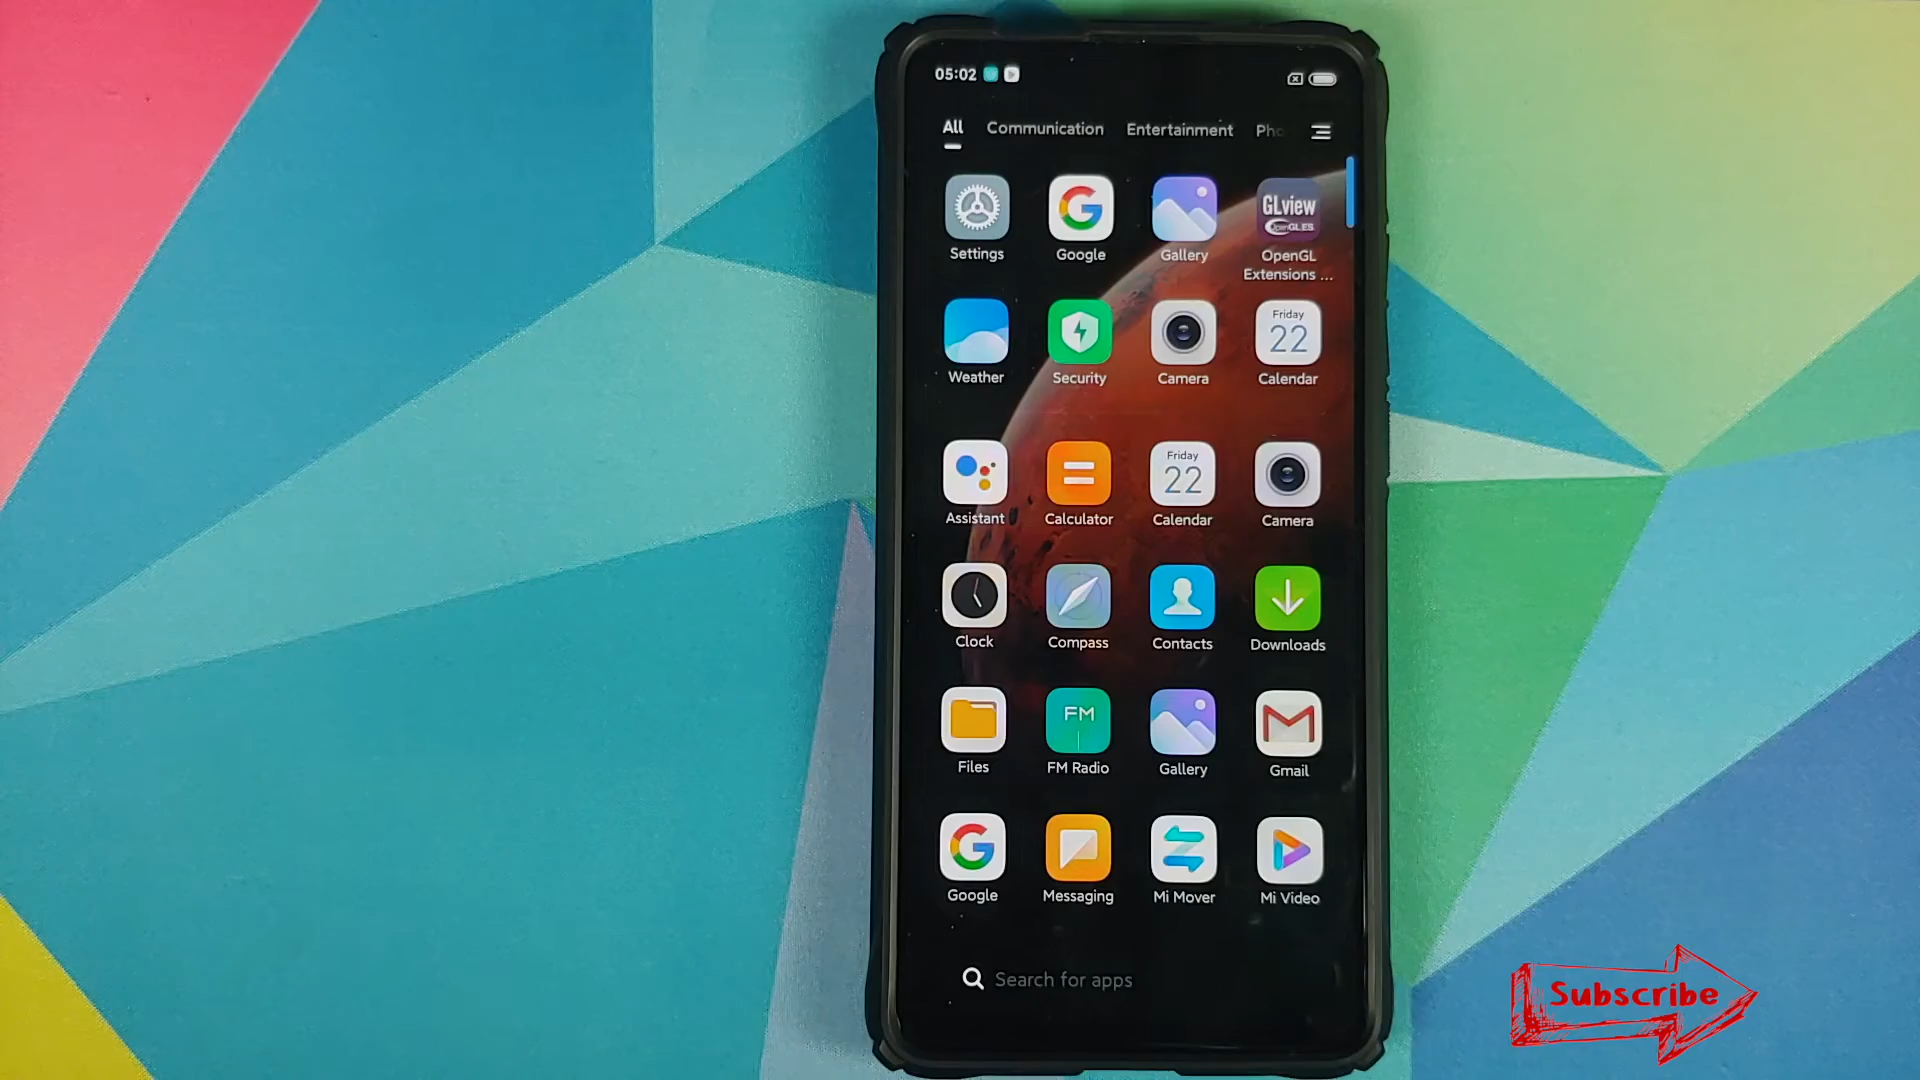 05:02
All Communication Entertainment Pho
Settings Google Gallery OpenGL
Extensions ...
GLview
OpenGLES
Friday
22
Weather Security Camera Calendar
Friday
22
Assistant Calculator Calendar Camera
Clock Compass Contacts Downloads
FM
Files FM Radio Gallery Gmail
Google Messaging Mi Mover Mi Video
Search for apps
Subscribe